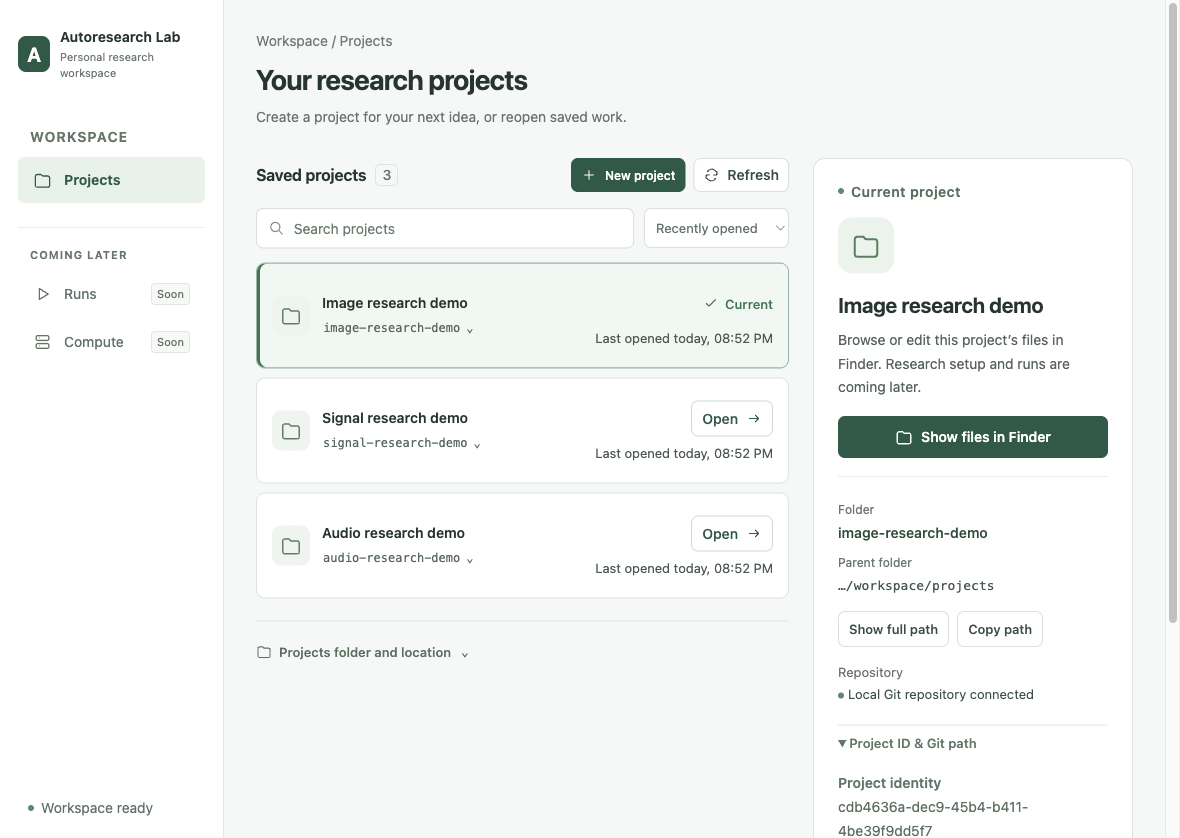 A
Autoresearch Lab
Personal research
workspace
WORKSPACE
Projects
COMING LATER
Runs
Soon
Compute
Soon
Workspace ready
Workspace / Projects
Your research projects
Create a project for your next idea, or reopen saved work.
Saved projects 3
New project
Refresh
Search projects
Recently opened
Image research demo
image-research-demo
Current
Last opened today, 08:52 PM
Signal research demo
signal-research-demo
Open
Last opened today, 08:52 PM
Audio research demo
audio-research-demo
Open
Last opened today, 08:52 PM
Projects folder and location
Current project
Image research demo
Browse or edit this project's files in
Finder. Research setup and runs are
coming later.
Show files in Finder
Folder
image-research-demo
Parent folder
…/workspace/projects
Show full path
Copy path
Repository
Local Git repository connected
Project ID & Git path
Project identity
cdb4636a-dec9-45b4-b411-
4be39f9dd5f7